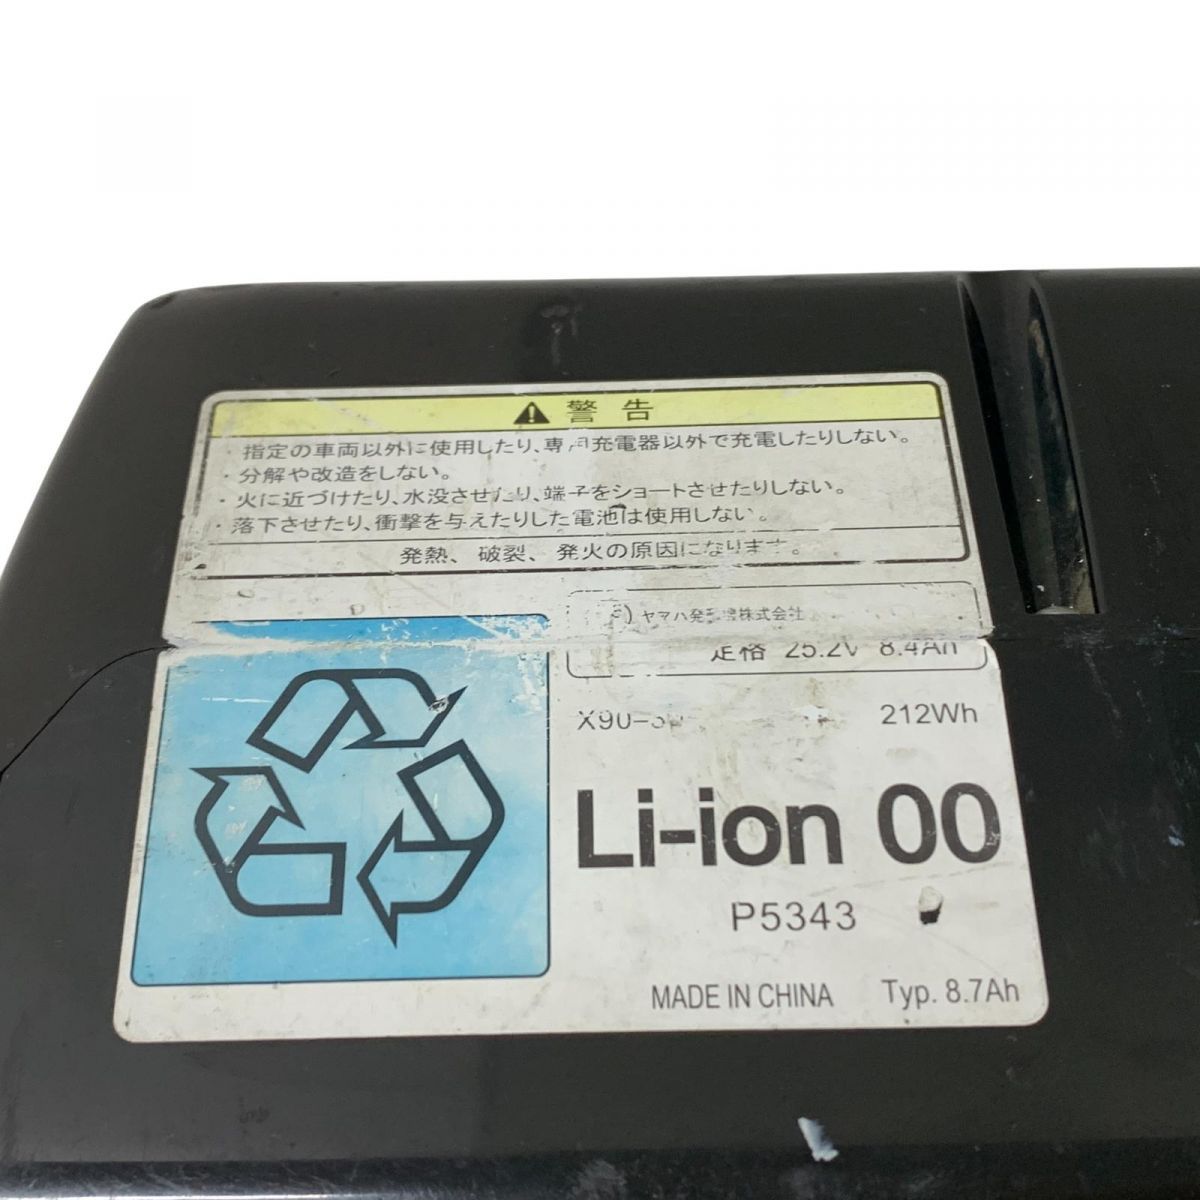 警告
・指定の車両以外に使用したり、専用充電器以外で充電したりしない。
・分解や改造をしない。
・火に近づけたり、水没させたり、端子をショートさせたりしない。
・落下させたり、衝撃を与えたりした電池は使用しない。
発熱、破裂、発火の原因になります。
ヤマハ発動機株式会社
定格 25.2V 8.4Ah
212Wh
Li-ion 00
P5343
MADE IN CHINA Typ. 8.7Ah